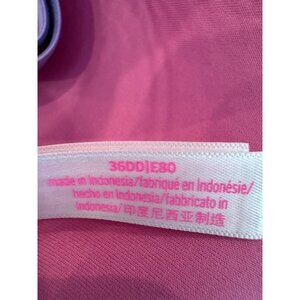 36DD|E80
made in Indonesia/fabriqué en Indonésie/
hecho en Indonesia/fabbricato in
Indonesia/印度尼西亚制造